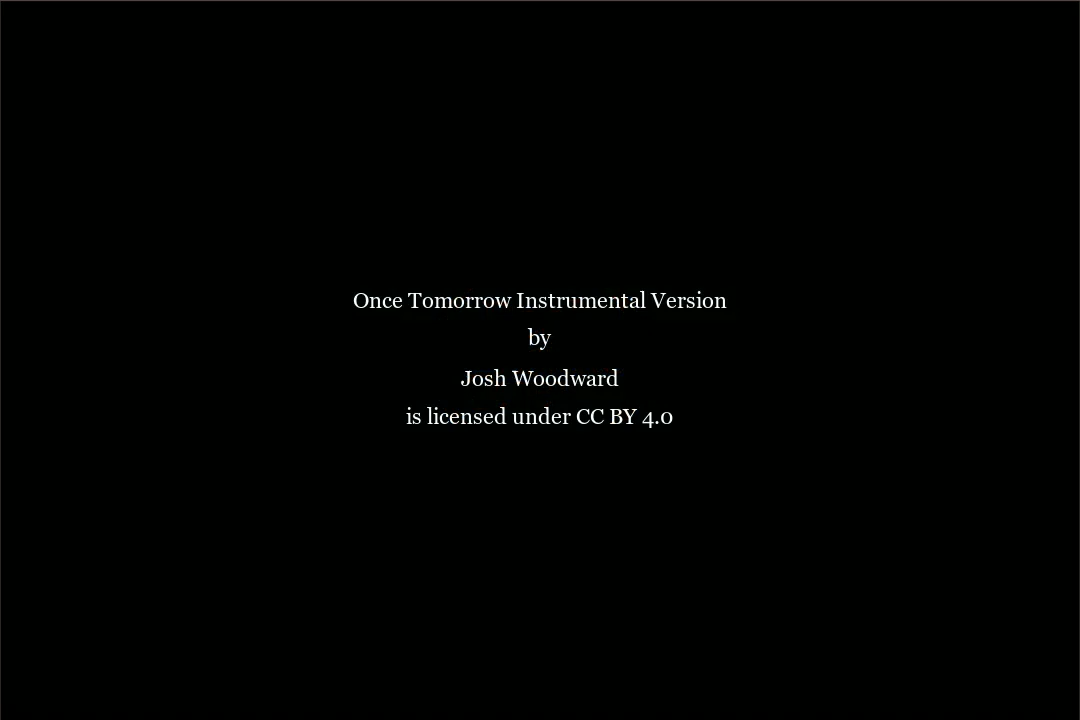 Once Tomorrow Instrumental Version
by
Josh Woodward
is licensed under CC BY 4.0